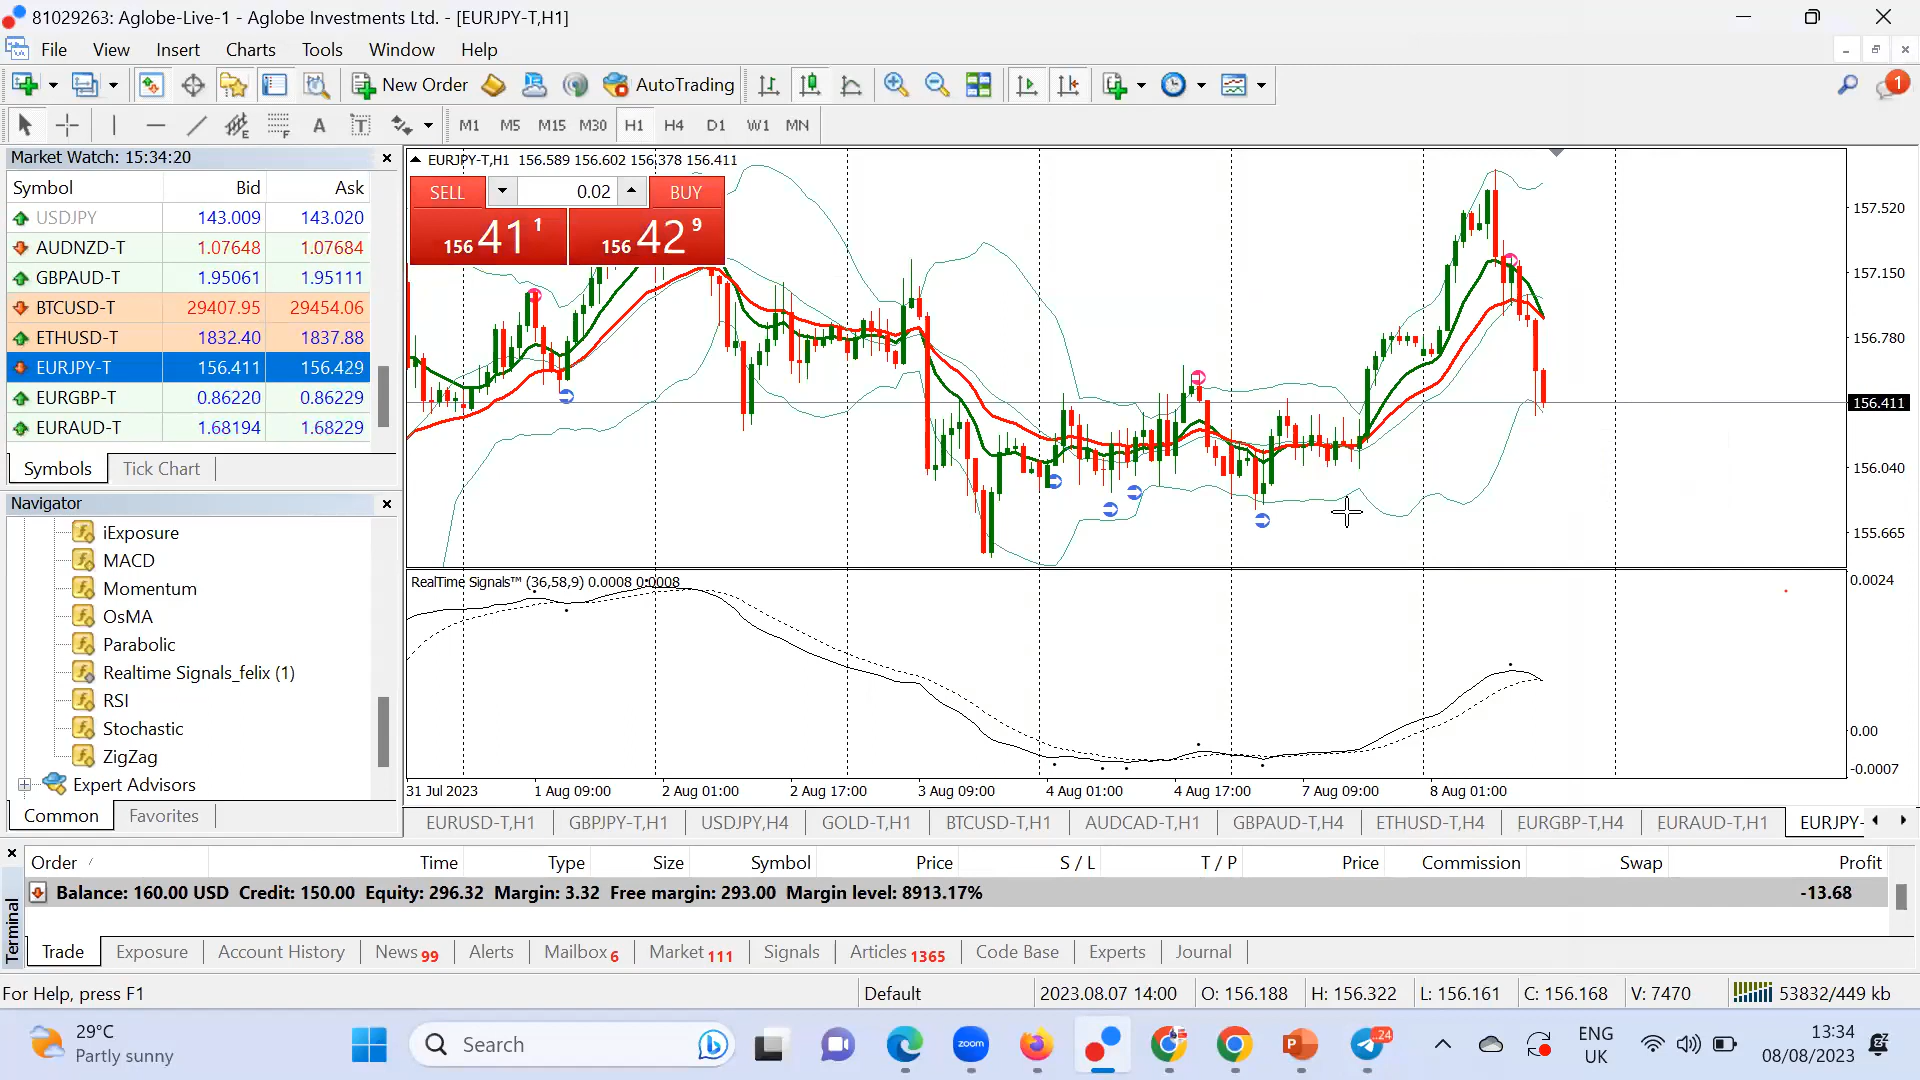 81029263: Aglobe-Live-1 - Aglobe Investments Ltd. - [EURJPY-T,H1]
File View Insert Charts Tools Window Help
New Order AutoTrading 1
A T M1 M5 M15 M30 H1 H4 D1 W1 MN
Market Watch: 15:34:20
Symbol Bid Ask
USDJPY 143.009 143.020
AUDNZD-T 1.07648 1.07684
GBPAUD-T 1.95061 1.95111
BTCUSD-T 29407.95 29454.06
ETHUSD-T 1832.40 1837.88
EURJPY-T 156.411 156.429
EURGBP-T 0.86220 0.86229
EURAUD-T 1.68194 1.68229
Symbols Tick Chart
Navigator
iExposure
MACD
Momentum
OsMA
Parabolic
Realtime Signals_felix (1)
RSI
Stochastic
ZigZag
Expert Advisors
Common Favorites
EURJPY-T,H1 156.589 156.602 156.378 156.411
SELL 0.02 BUY
156 41 1 156 42 9
157.520
157.150
156.780
156.411
156.040
155.665
RealTime Signals™ (36,58,9) 0.0008 0.0008
0.0024
0.00
-0.0007
31 Jul 2023 1 Aug 09:00 2 Aug 01:00 2 Aug 17:00 3 Aug 09:00 4 Aug 01:00 4 Aug 17:00 7 Aug 09:00 8 Aug 01:00
EURUSD-T,H1 GBPJPY-T,H1 USDJPY,H4 GOLD-T,H1 BTCUSD-T,H1 AUDCAD-T,H1 GBPAUD-T,H4 ETHUSD-T,H4 EURGBP-T,H4 EURAUD-T,H1 EURJPY-
Order Time Type Size Symbol Price S / L T / P Price Commission Swap Profit
Balance: 160.00 USD Credit: 150.00 Equity: 296.32 Margin: 3.32 Free margin: 293.00 Margin level: 8913.17% -13.68
Terminal
Trade Exposure Account History News 99 Alerts Mailbox 6 Market 111 Signals Articles 1365 Code Base Experts Journal
For Help, press F1 Default 2023.08.07 14:00 O: 156.188 H: 156.322 L: 156.161 C: 156.168 V: 7470 53832/449 kb
29°C
Partly sunny
Search
zoom
24
ENG
UK
13:34
08/08/2023